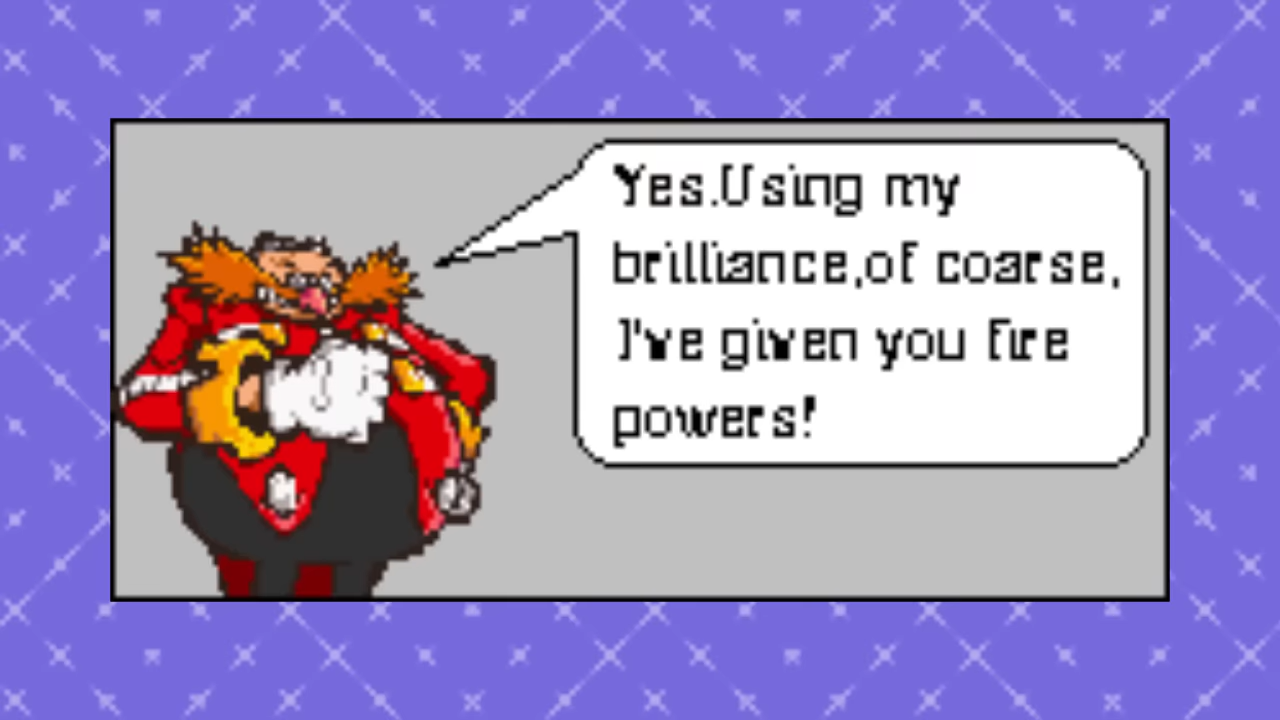 Yes.Using my
brilliance,of coarse,
I've given you fire
powers!